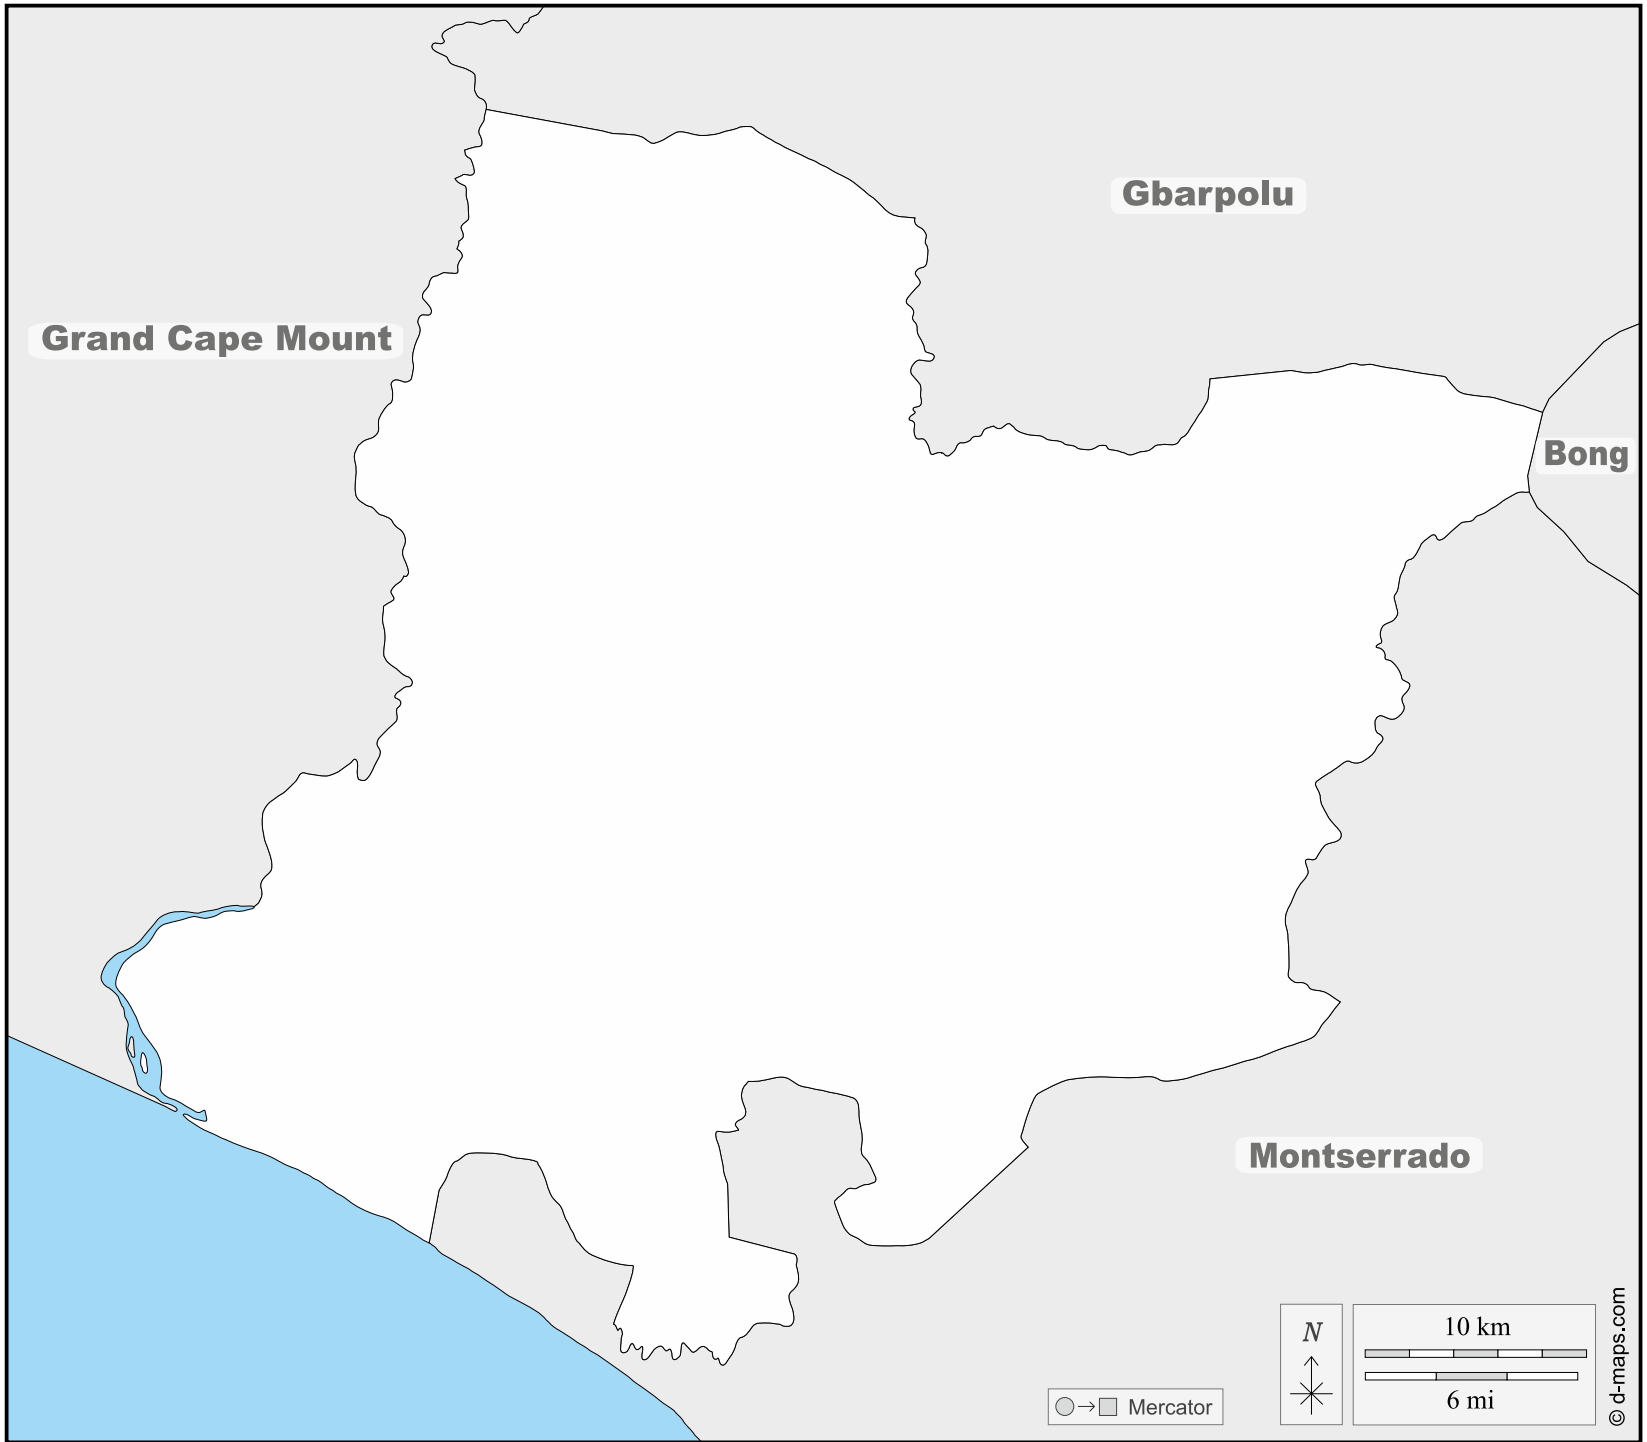 Gbarpolu
Grand Cape Mount
Bong
Montserrado
N
10 km
6 mi
Mercator
© d-maps.com